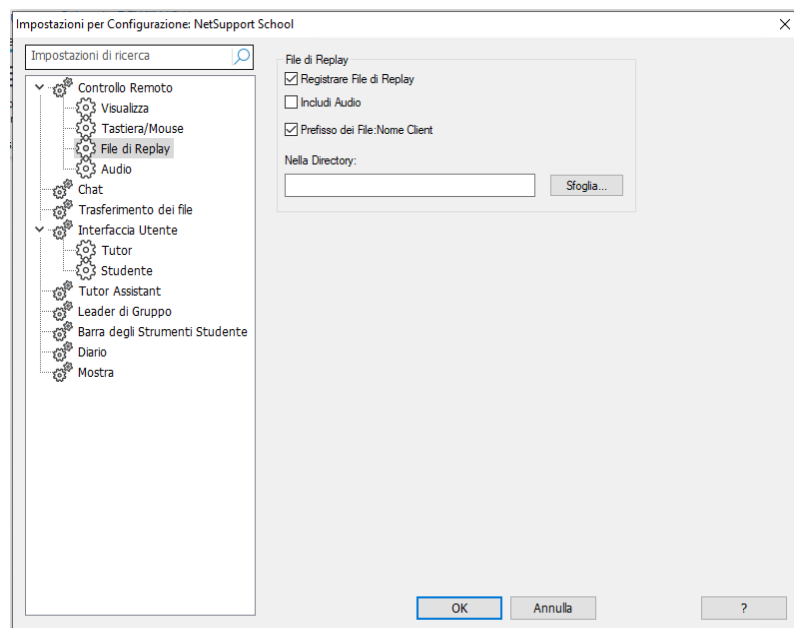 Impostazioni per Configurazione: NetSupport School
Impostazioni di ricerca
Controllo Remoto
Visualizza
Tastiera/Mouse
File di Replay
Audio
Chat
Trasferimento dei file
Interfaccia Utente
Tutor
Studente
Tutor Assistant
Leader di Gruppo
Barra degli Strumenti Studente
Diario
Mostra
File di Replay
Registrare File di Replay
Includi Audio
Prefisso dei File:Nome Client
Nella Directory:
Sfoglia...
OK
Annulla
?